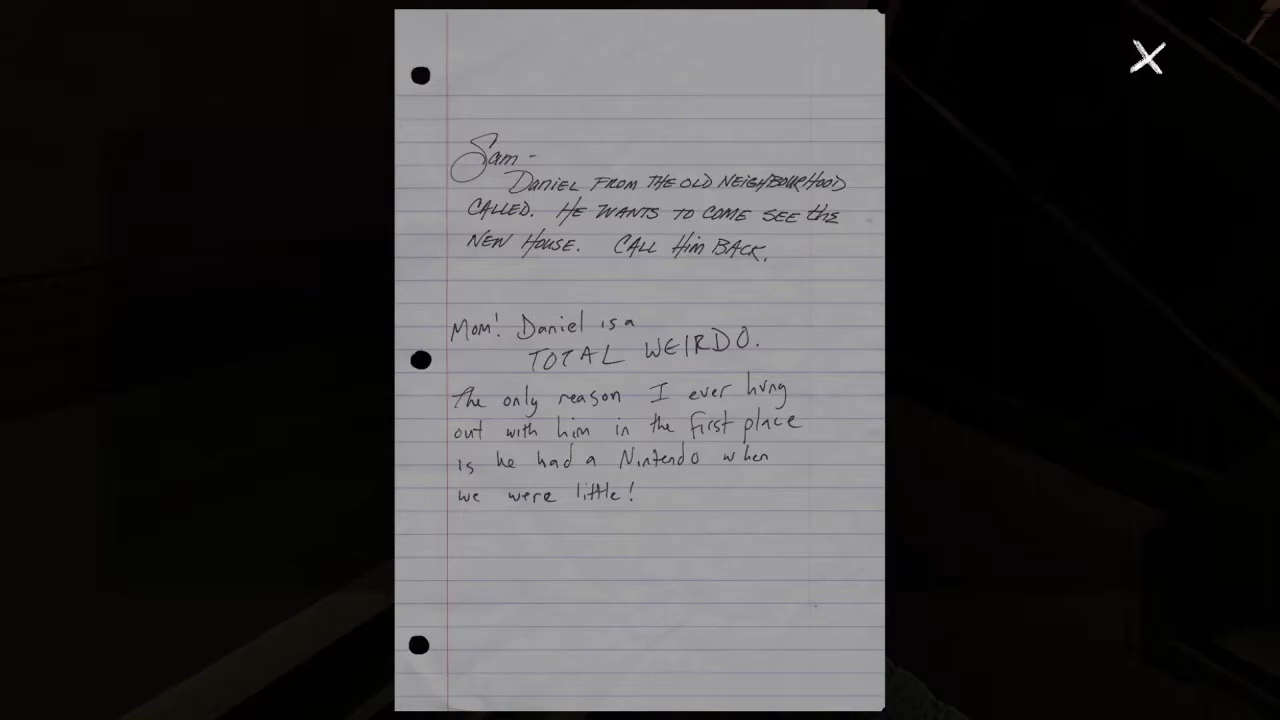 Sam -
DANIEL FROM THE OLD NEIGHBOURHOOD
CALLED. HE WANTS TO COME SEE the
NEW HOUSE. CALL HIM BACK.
Mom! Daniel is a
TOTAL WEIRDO.
The only reason I ever hung
out with him in the first place
is he had a Nintendo when
we were little!